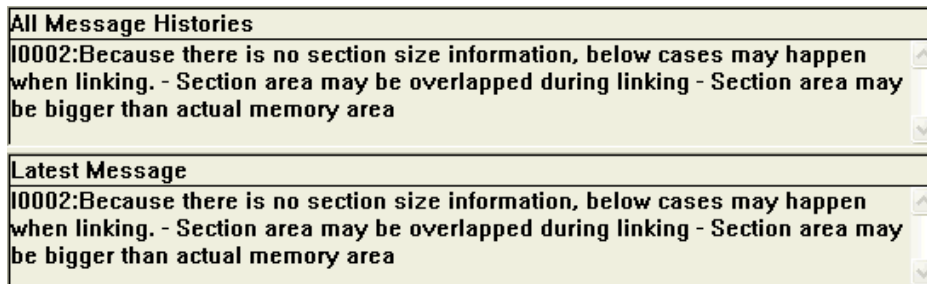 All Message Histories
I0002:Because there is no section size information, below cases may happen
when linking. - Section area may be overlapped during linking - Section area may
be bigger than actual memory area
Latest Message
I0002:Because there is no section size information, below cases may happen
when linking. - Section area may be overlapped during linking - Section area may
be bigger than actual memory area